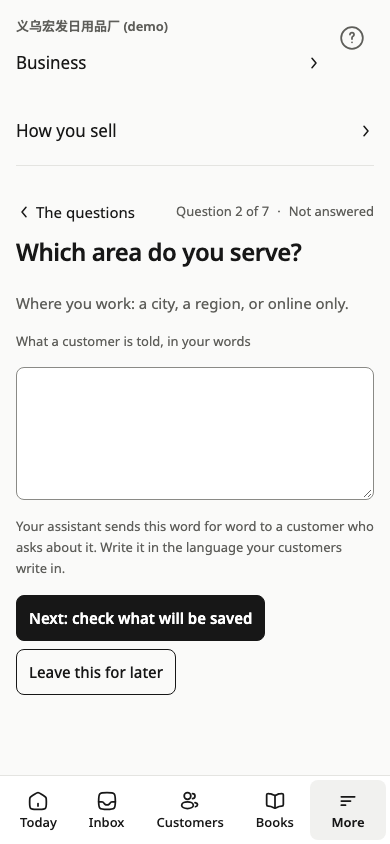 义乌宏发日用品厂 (demo)
Business
How you sell
The questions
Question 2 of 7 · Not answered
Which area do you serve?
Where you work: a city, a region, or online only.
What a customer is told, in your words
Your assistant sends this word for word to a customer who
asks about it. Write it in the language your customers
write in.
Next: check what will be saved
Leave this for later
Today
Inbox
Customers
Books
More